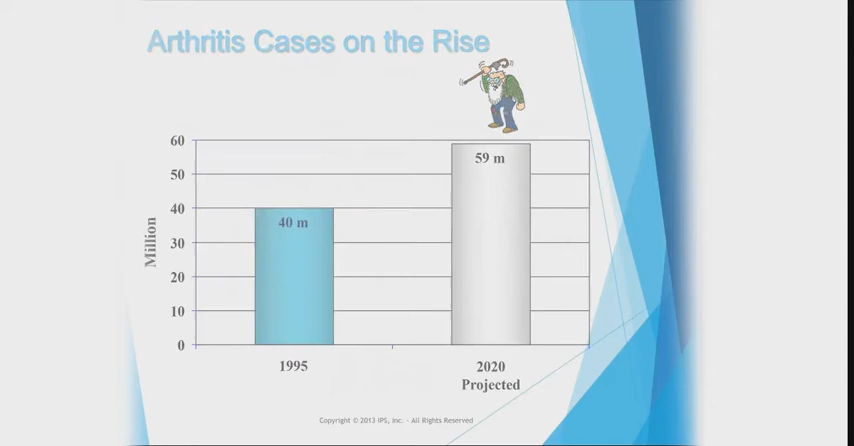 Arthritis Cases on the Rise
60
59 m
50
40
40 m
Million
30
20
10
0
1995
2020
Projected
Copyright © 2013 IPS, Inc. - All Rights Reserved